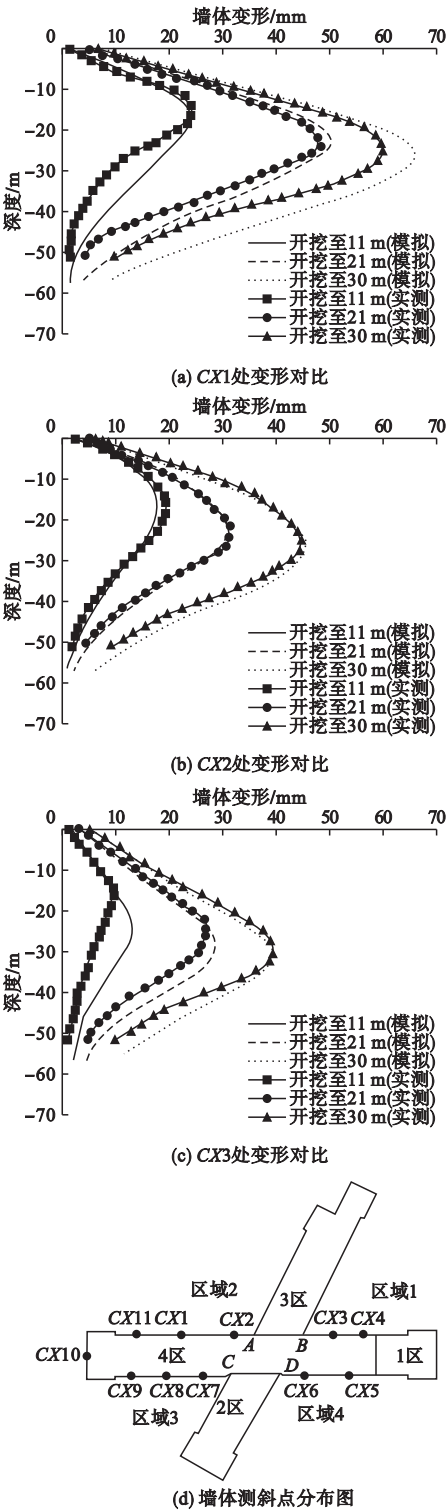 墙体变形/mm
0 10 20 30 40 50 60 70
−10
−20
−30
−40
−50
−60
−70
深度/m
开挖至11 m(模拟)
开挖至21 m(模拟)
开挖至30 m(模拟)
开挖至11 m(实测)
开挖至21 m(实测)
开挖至30 m(实测)
(a) CX1处变形对比
墙体变形/mm
0 10 20 30 40 50 60 70
−10
−20
−30
−40
−50
−60
−70
深度/m
开挖至11 m(模拟)
开挖至21 m(模拟)
开挖至30 m(模拟)
开挖至11 m(实测)
开挖至21 m(实测)
开挖至30 m(实测)
(b) CX2处变形对比
墙体变形/mm
0 10 20 30 40 50 60 70
−10
−20
−30
−40
−50
−60
−70
深度/m
开挖至11 m(模拟)
开挖至21 m(模拟)
开挖至30 m(模拟)
开挖至11 m(实测)
开挖至21 m(实测)
开挖至30 m(实测)
(c) CX3处变形对比
区域2 3区 区域1
CX11 CX1 CX2 CX3 CX4
A B
CX10 4区 C D 1区
CX9 CX8 CX7 CX6 CX5
区域3 2区 区域4
(d) 墙体测斜点分布图